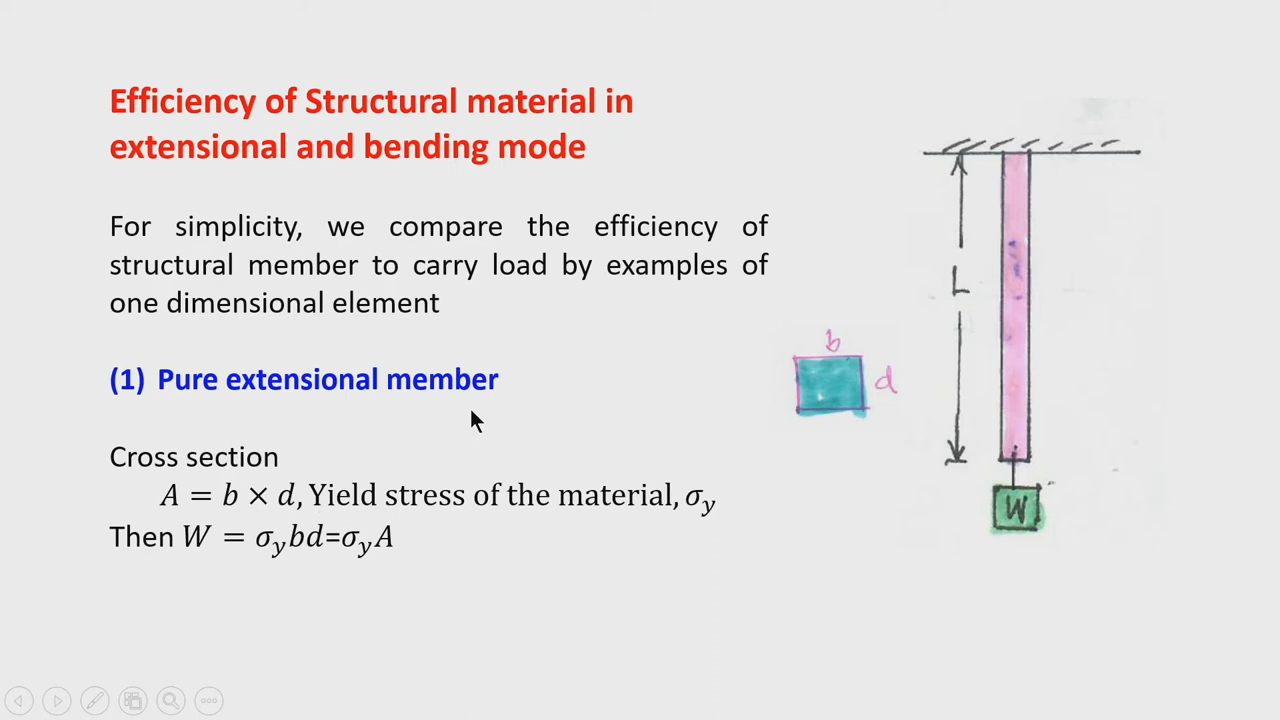 Efficiency of Structural material in
extensional and bending mode
For simplicity, we compare the efficiency of
structural member to carry load by examples of
one dimensional element
(1) Pure extensional member
Cross section
A = b × d, Yield stress of the material, σy
Then W = σybd=σyA
b
d
L
W